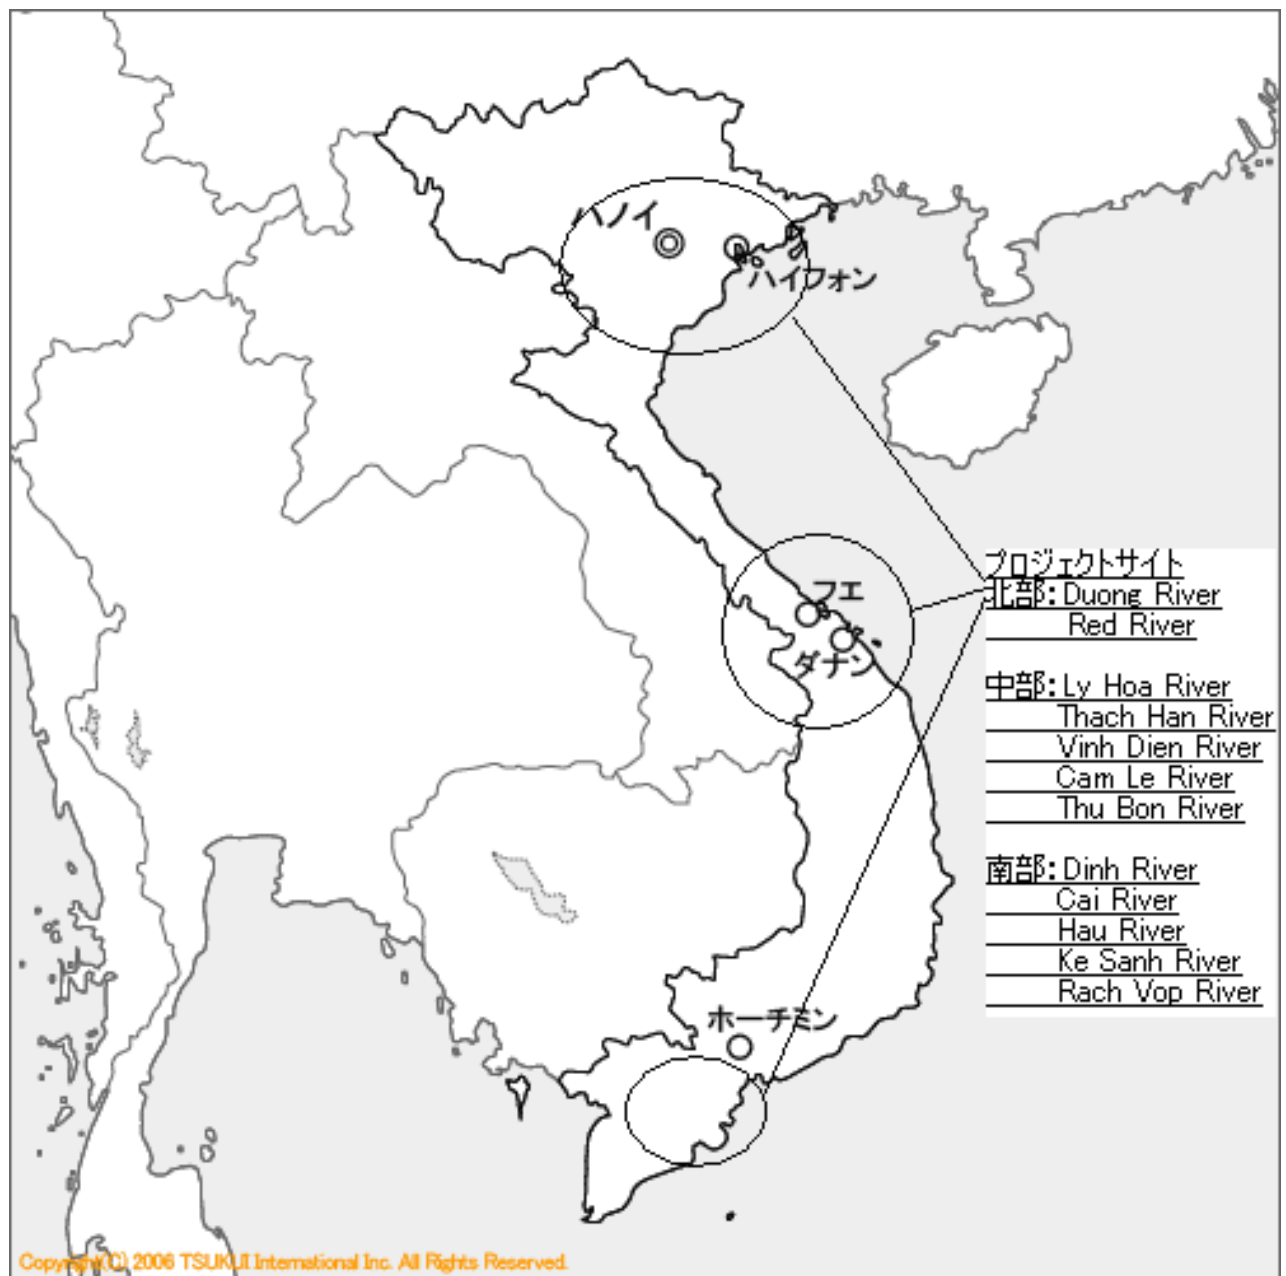 ハノイ
ハイフォン
フエ
ダナン
ホーチミン
プロジェクトサイト
北部: Duong River
Red River
中部: Ly Hoa River
Thach Han River
Vinh Dien River
Cam Le River
Thu Bon River
南部: Dinh River
Cai River
Hau River
Ke Sanh River
Rach Vop River
Copyright(C) 2006 TSUKUI International Inc. All Rights Reserved.